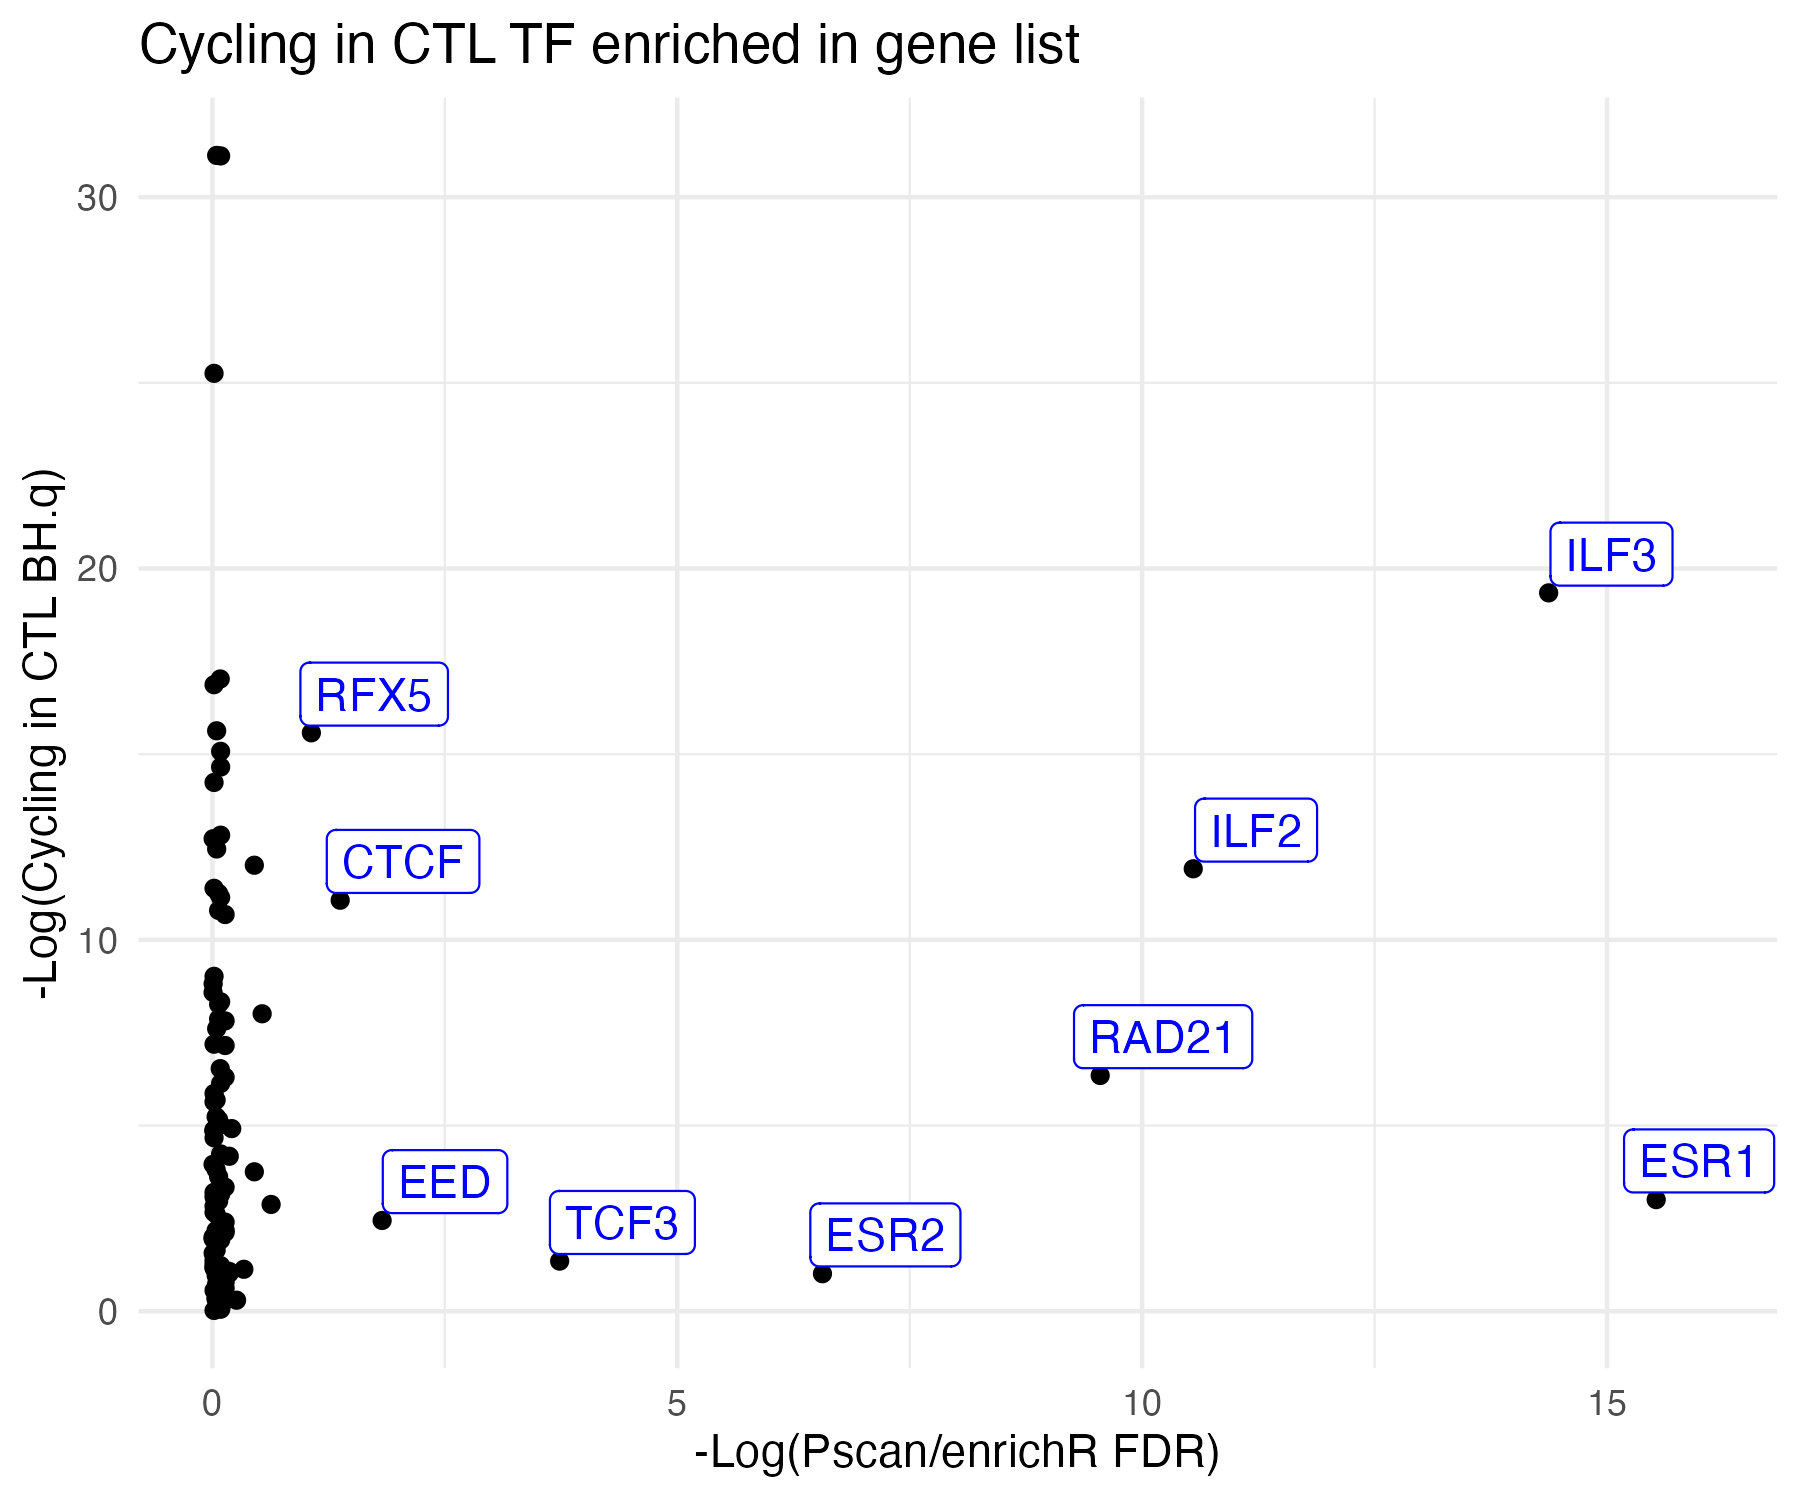 Cycling in CTL TF enriched in gene list
-Log(Cycling in CTL BH.q)
30
20
10
0
ILF3
RFX5
ILF2
CTCF
RAD21
ESR1
EED
TCF3
ESR2
0
5
10
15
-Log(Pscan/enrichR FDR)